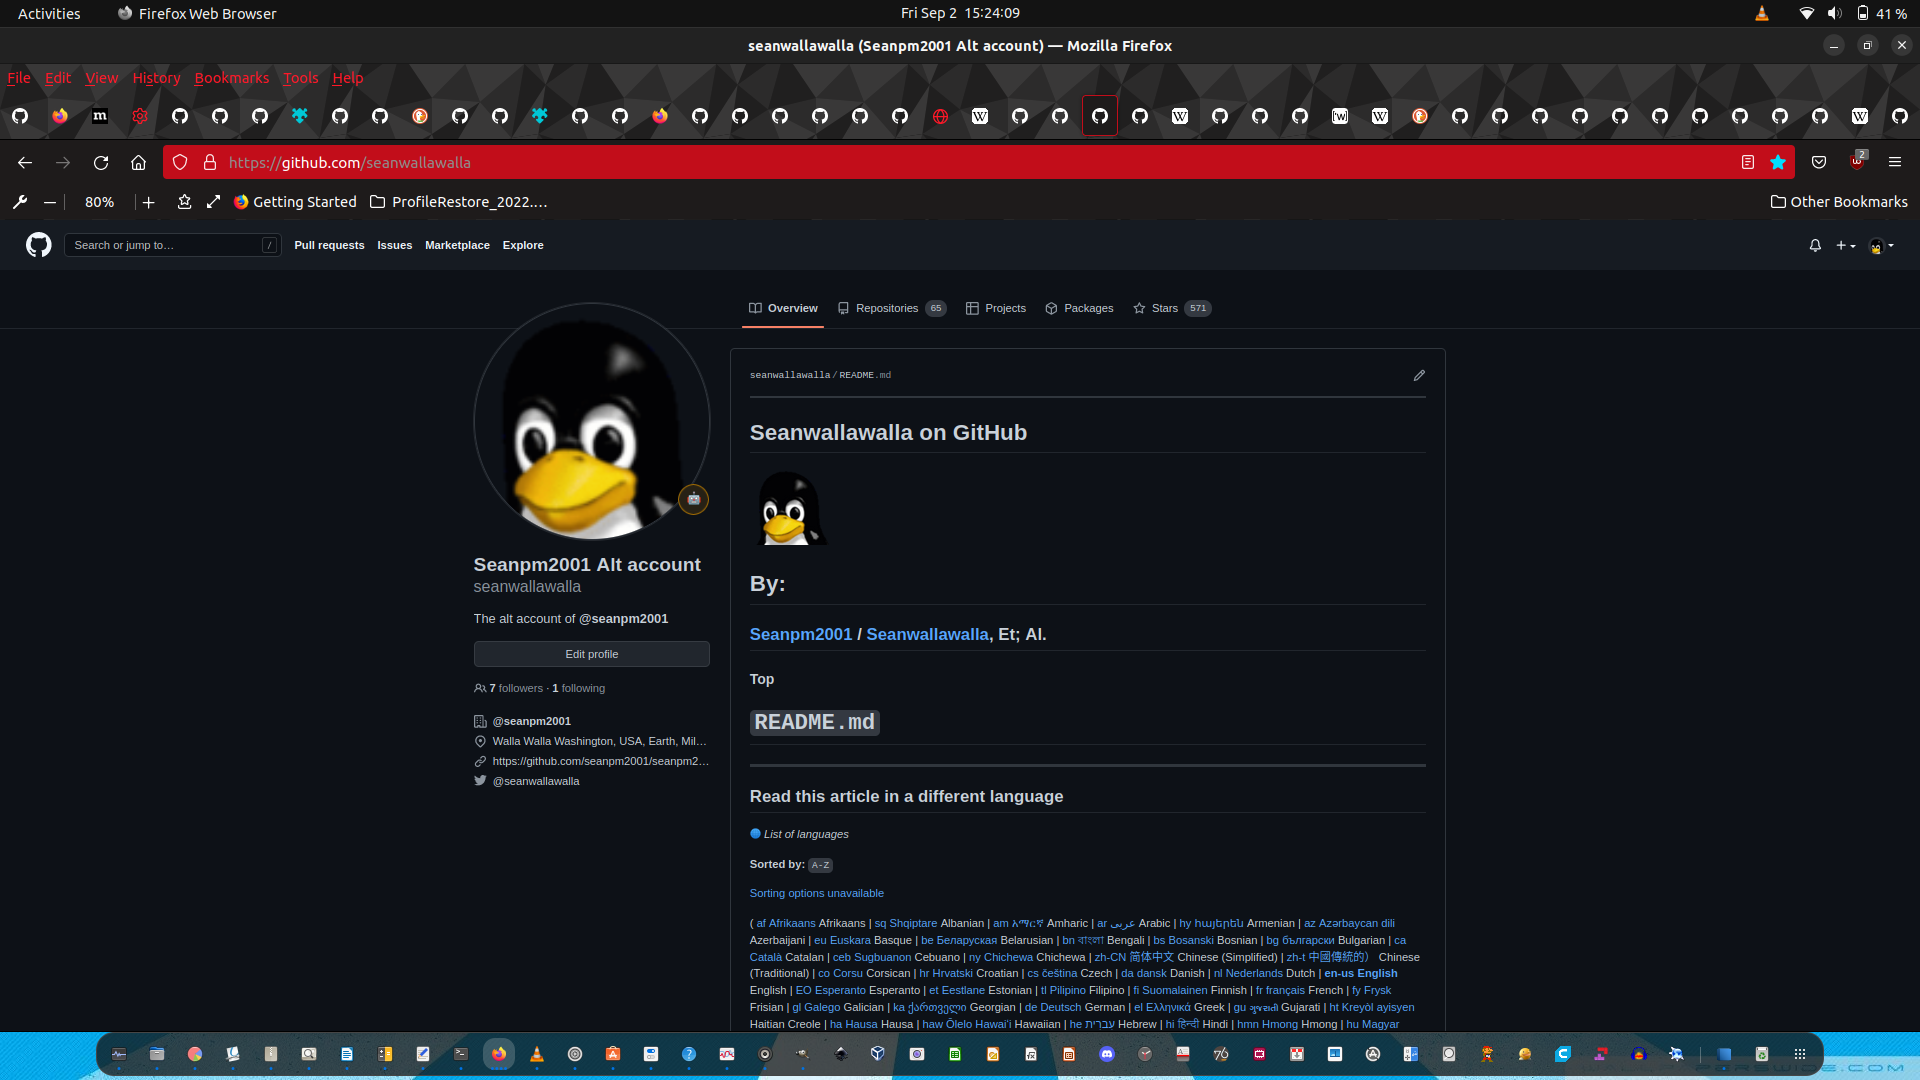 Activities Firefox Web Browser Fri Sep 2 15:24:09 41 %
seanwallawalla (Seanpm2001 Alt account) — Mozilla Firefox
File Edit View History Bookmarks Tools Help
https://github.com/seanwallawalla 2
80% Getting Started ProfileRestore_2022.… Other Bookmarks
Search or jump to… / Pull requests Issues Marketplace Explore
Overview Repositories 65 Projects Packages Stars 571
seanwallawalla/README.md
Seanwallawalla on GitHub
By:
Seanpm2001 / Seanwallawalla, Et; Al.
Top
README.md
Read this article in a different language
List of languages
Sorted by: A-Z
Sorting options unavailable
( af Afrikaans Afrikaans | sq Shqiptare Albanian | am አማርኛ Amharic | ar عربى Arabic | hy հայերեն Armenian | az Azərbaycan dili
Azerbaijani | eu Euskara Basque | be Беларуская Belarusian | bn বাংলা Bengali | bs Bosanski Bosnian | bg български Bulgarian | ca
Català Catalan | ceb Sugbuanon Cebuano | ny Chichewa Chichewa | zh-CN 简体中文 Chinese (Simplified) | zh-t 中國傳統的） Chinese
(Traditional) | co Corsu Corsican | hr Hrvatski Croatian | cs čeština Czech | da dansk Danish | nl Nederlands Dutch | en-us English
English | EO Esperanto Esperanto | et Eestlane Estonian | tl Pilipino Filipino | fi Suomalainen Finnish | fr français French | fy Frysk
Frisian | gl Galego Galician | ka ქართველი Georgian | de Deutsch German | el Ελληνικά Greek | gu ગુજરાતી Gujarati | ht Kreyòl ayisyen
Haitian Creole | ha Hausa Hausa | haw Ōlelo Hawaiʻi Hawaiian | he עִברִית Hebrew | hi हिन्दी Hindi | hmn Hmong Hmong | hu Magyar
Seanpm2001 Alt account
seanwallawalla
The alt account of @seanpm2001
Edit profile
7 followers · 1 following
@seanpm2001
Walla Walla Washington, USA, Earth, Mil…
https://github.com/seanpm2001/seanpm2…
@seanwallawalla